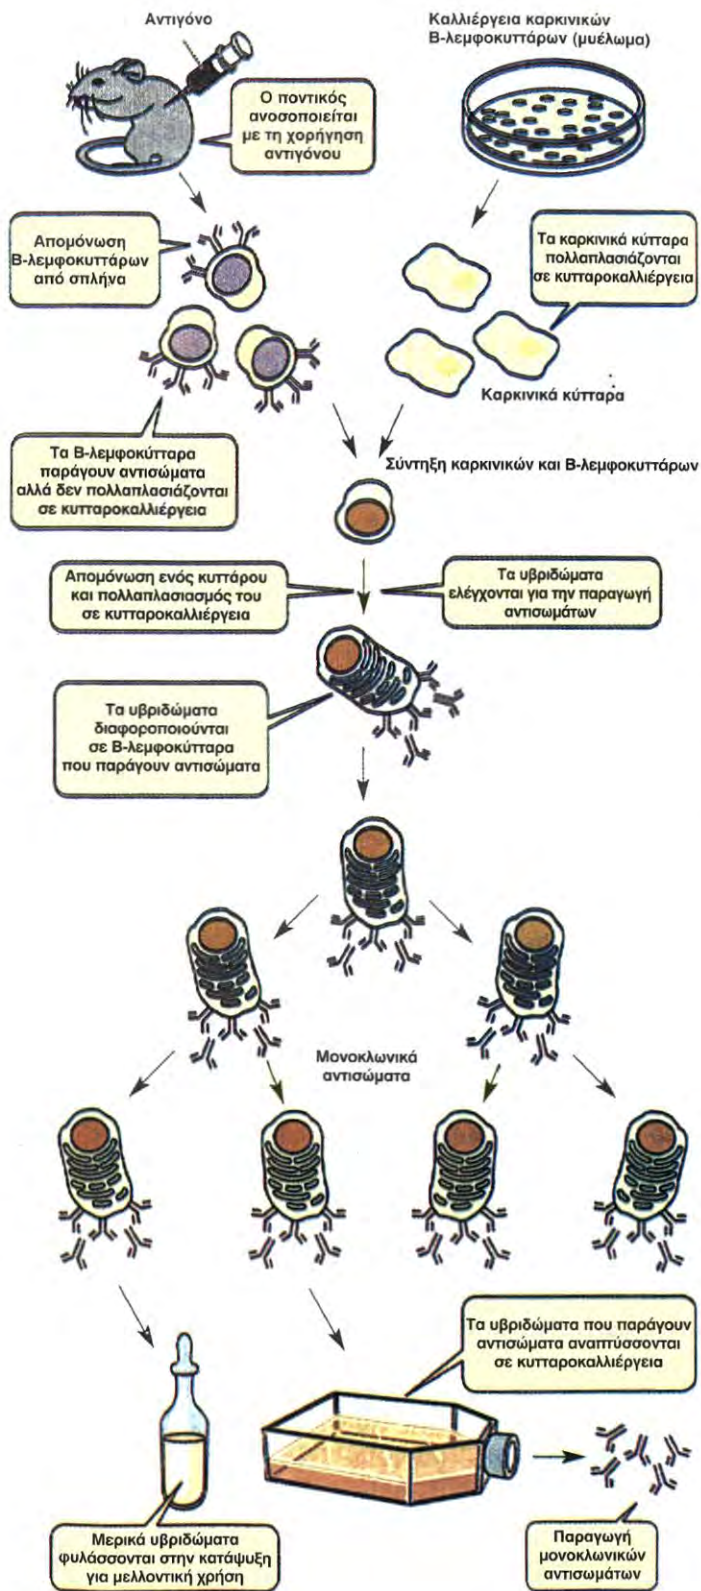 Αντιγόνο
Καλλιέργεια καρκινικών
Β-λεμφοκυττάρων (μυέλωμα)
Ο ποντικός
ανοσοποιείται
με τη χορήγηση
αντιγόνου
Απομόνωση
Β-λεμφοκυττάρων
από σπλήνα
Τα καρκινικά κύτταρα
πολλαπλασιάζονται
σε κυτταροκαλλιέργεια
Καρκινικά κύτταρα
Τα Β-λεμφοκύτταρα
παράγουν αντισώματα
αλλά δεν πολλαπλασιάζονται
σε κυτταροκαλλιέργεια
Σύντηξη καρκινικών και Β-λεμφοκυττάρων
Απομόνωση ενός κυττάρου
και πολλαπλασιασμός του
σε κυτταροκαλλιέργεια
Τα υβριδώματα
ελέγχονται για την παραγωγή
αντισωμάτων
Τα υβριδώματα
διαφοροποιούνται
σε Β-λεμφοκύτταρα
που παράγουν αντισώματα
Μονοκλωνικά
αντισώματα
Τα υβριδώματα που παράγουν
αντισώματα αναπτύσσονται
σε κυτταροκαλλιέργεια
Μερικά υβριδώματα
φυλάσσονται στην κατάψυξη
για μελλοντική χρήση
Παραγωγή
μονοκλωνικών
αντισωμάτων